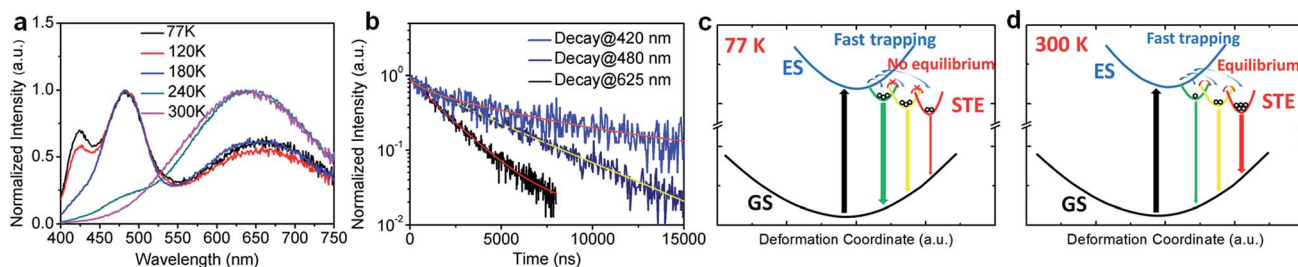 a
Normalized Intensity (a.u.)
1.5
1.0
0.5
0.0
77K
120K
180K
240K
300K
400 450 500 550 600 650 700 750
Wavelength (nm)
b
Normalized Intensity (a.u.)
10⁰
10⁻¹
10⁻²
Decay@420 nm
Decay@480 nm
Decay@625 nm
0 5000 10000 15000
Time (ns)
c
77 K
Fast trapping
ES
No equilibrium
STE
GS
Deformation Coordinate (a.u.)
d
300 K
Fast trapping
ES
Equilibrium
STE
GS
Deformation Coordinate (a.u.)